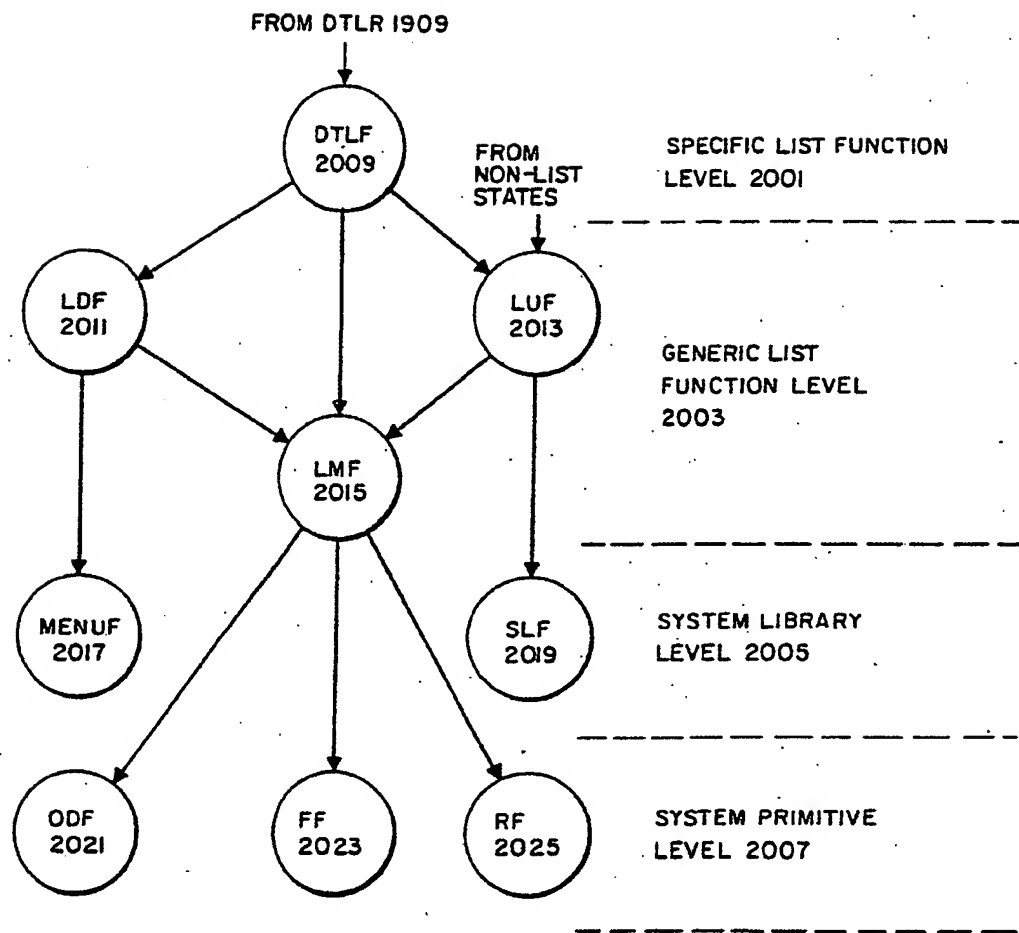 FROM DTLR 1909
DTLF
2009
FROM
NON-LIST
STATES
SPECIFIC LIST FUNCTION
LEVEL 2001
LDF
2011
LUF
2013
GENERIC LIST
FUNCTION LEVEL
2003
LMF
2015
MENUF
2017
SLF
2019
SYSTEM LIBRARY
LEVEL 2005
ODF
2021
FF
2023
RF
2025
SYSTEM PRIMITIVE
LEVEL 2007